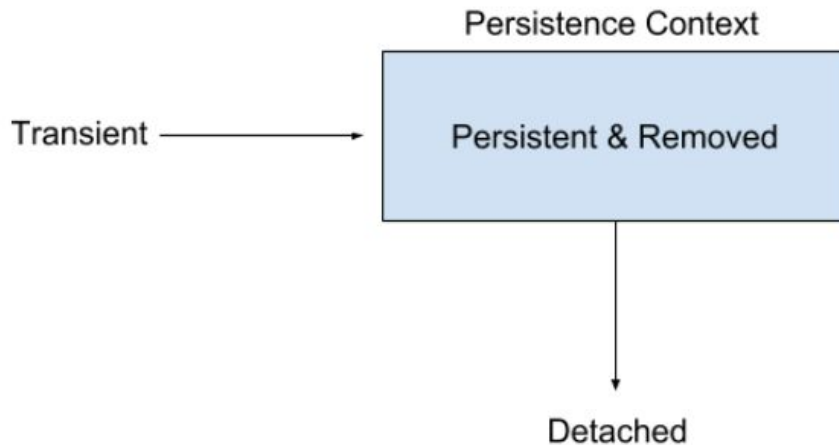 Persistence Context
Transient
Persistent & Removed
Detached